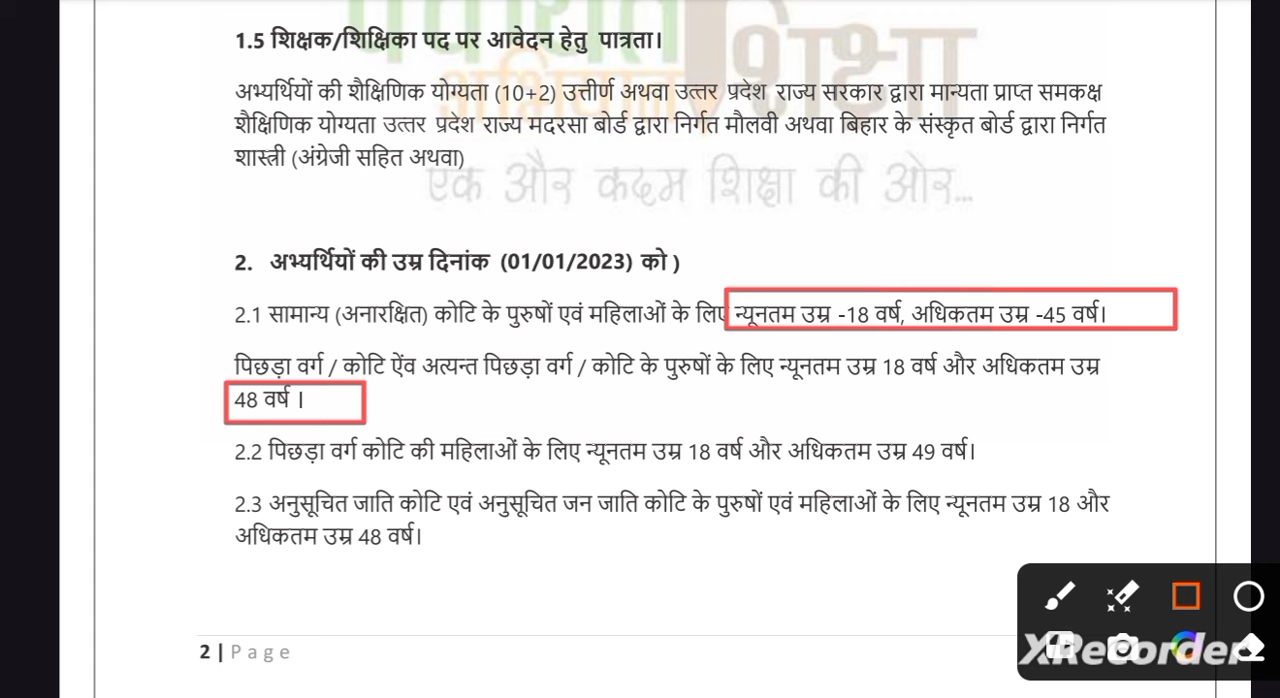 शिक्षा
अभियान
1.5 शिक्षक/शिक्षिका पद पर आवेदन हेतु पात्रता।
अभ्यर्थियों की शैक्षिणिक योग्यता (10+2) उत्तीर्ण अथवा उत्तर प्रदेश राज्य सरकार द्वारा मान्यता प्राप्त समकक्ष
शैक्षिणिक योग्यता उत्तर प्रदेश राज्य मदरसा बोर्ड द्वारा निर्गत मौलवी अथवा बिहार के संस्कृत बोर्ड द्वारा निर्गत
शास्त्री (अंग्रेजी सहित अथवा)
एक और कदम शिक्षा की ओर...
2. अभ्यर्थियों की उम्र दिनांक (01/01/2023) को )
2.1 सामान्य (अनारक्षित) कोटि के पुरुषों एवं महिलाओं के लिए न्यूनतम उम्र -18 वर्ष, अधिकतम उम्र -45 वर्ष।
पिछड़ा वर्ग / कोटि ऐंव अत्यन्त पिछड़ा वर्ग / कोटि के पुरुषों के लिए न्यूनतम उम्र 18 वर्ष और अधिकतम उम्र
48 वर्ष ।
2.2 पिछड़ा वर्ग कोटि की महिलाओं के लिए न्यूनतम उम्र 18 वर्ष और अधिकतम उम्र 49 वर्ष।
2.3 अनुसूचित जाति कोटि एवं अनुसूचित जन जाति कोटि के पुरुषों एवं महिलाओं के लिए न्यूनतम उम्र 18 और
अधिकतम उम्र 48 वर्ष।
2 | Page
XRecorder